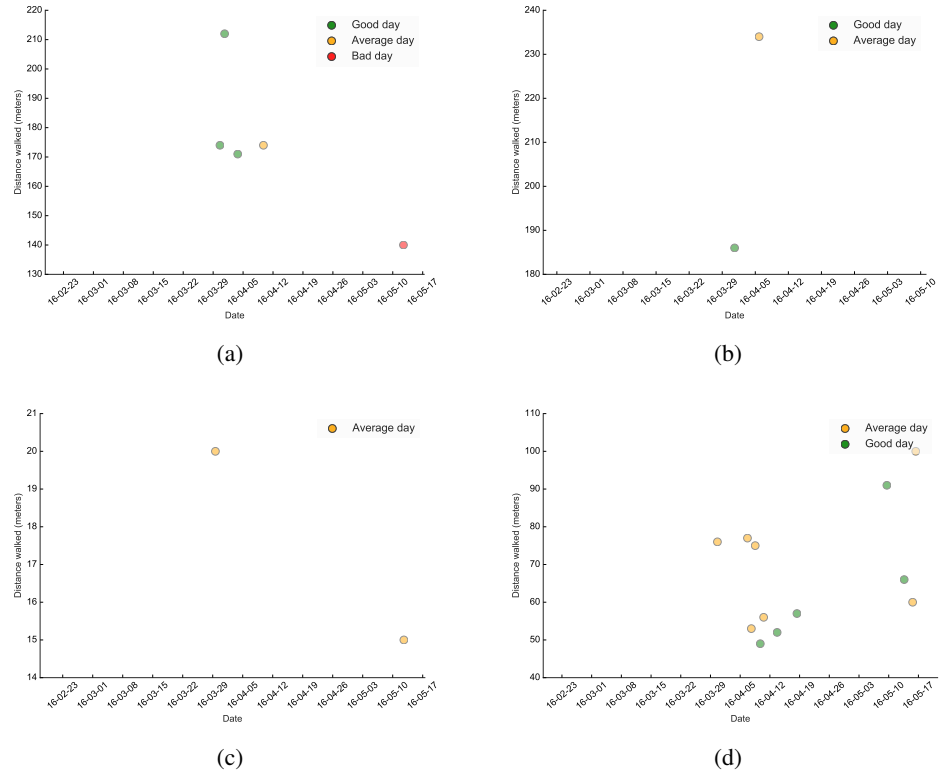 220
210
200
190
180
170
160
150
140
130
Distance walked (meters)
Good day
Average day
Bad day
16-02-23 16-03-01 16-03-08 16-03-15 16-03-22 16-03-29 16-04-05 16-04-12 16-04-19 16-04-26 16-05-03 16-05-10 16-05-17
Date
(a)
240
230
220
210
200
190
180
Distance walked (meters)
Good day
Average day
16-02-23 16-03-01 16-03-08 16-03-15 16-03-22 16-03-29 16-04-05 16-04-12 16-04-19 16-04-26 16-05-03 16-05-10
Date
(b)
21
20
19
18
17
16
15
14
Distance walked (meters)
Average day
16-02-23 16-03-01 16-03-08 16-03-15 16-03-22 16-03-29 16-04-05 16-04-12 16-04-19 16-04-26 16-05-03 16-05-10 16-05-17
Date
(c)
110
100
90
80
70
60
50
40
Distance walked (meters)
Average day
Good day
16-02-23 16-03-01 16-03-08 16-03-15 16-03-22 16-03-29 16-04-05 16-04-12 16-04-19 16-04-26 16-05-03 16-05-10 16-05-17
Date
(d)